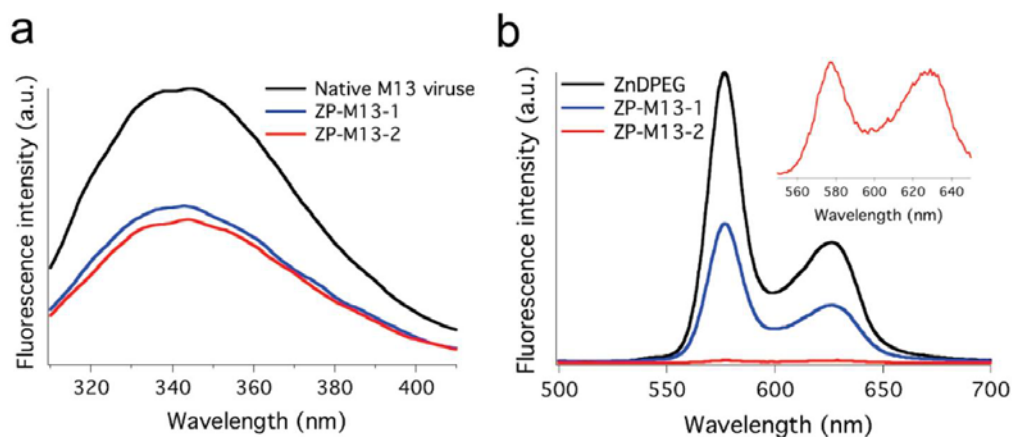 a
Fluorescence intensity (a.u.)
Native M13 viruse
ZP-M13-1
ZP-M13-2
320 340 360 380 400
Wavelength (nm)
b
Fluorescence intensity (a.u.)
ZnDPEG
ZP-M13-1
ZP-M13-2
560 580 600 620 640
Wavelength (nm)
500 550 600 650 700
Wavelength (nm)